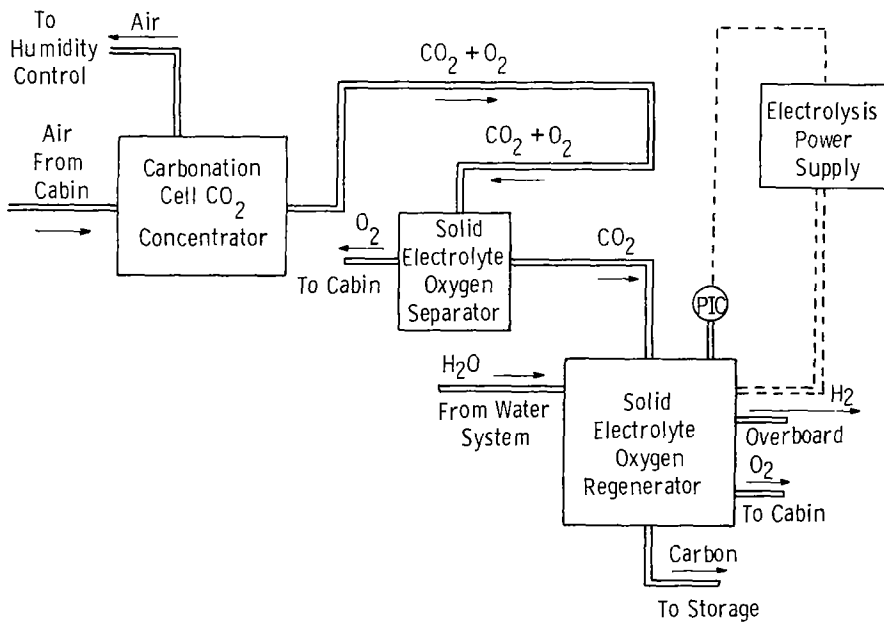 To
Humidity
Control
Air
Air
From
Cabin
Carbonation
Cell CO2
Concentrator
CO2 + O2
CO2 + O2
O2
To Cabin
Solid
Electrolyte
Oxygen
Separator
CO2
Electrolysis
Power
Supply
PIC
H2O
From Water
System
Solid
Electrolyte
Oxygen
Regenerator
H2
Overboard
O2
To Cabin
Carbon
To Storage